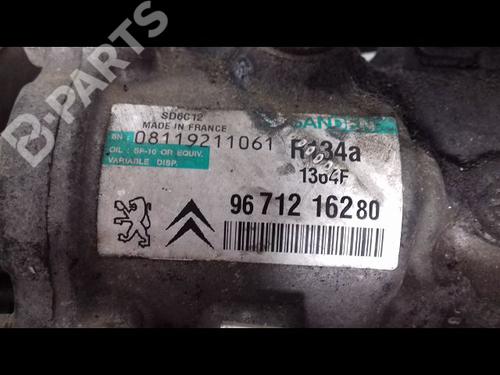 B-PARTS
SD6C12
MADE IN FRANCE
SANDEN
SN : 08119211061
OIL : SP-10 OR EQUIV.
VARIABLE DISP.
R134a
1364F
96 712 162 80